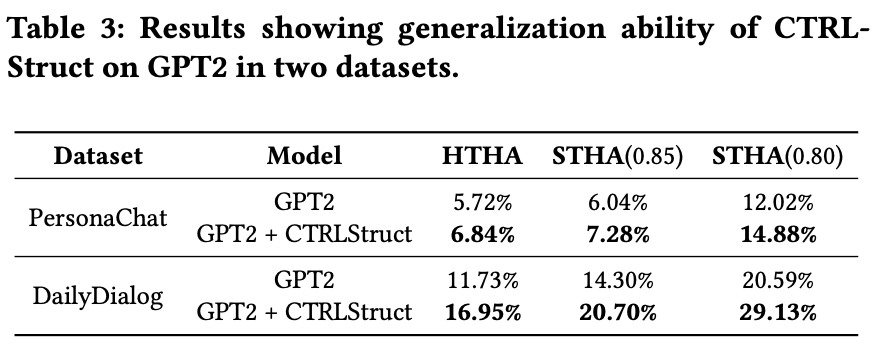 Table 3: Results showing generalization ability of CTRL-
Struct on GPT2 in two datasets.
Dataset Model HTHA STHA(0.85) STHA(0.80)
PersonaChat GPT2 5.72% 6.04% 12.02%
GPT2 + CTRLStruct 6.84% 7.28% 14.88%
DailyDialog GPT2 11.73% 14.30% 20.59%
GPT2 + CTRLStruct 16.95% 20.70% 29.13%